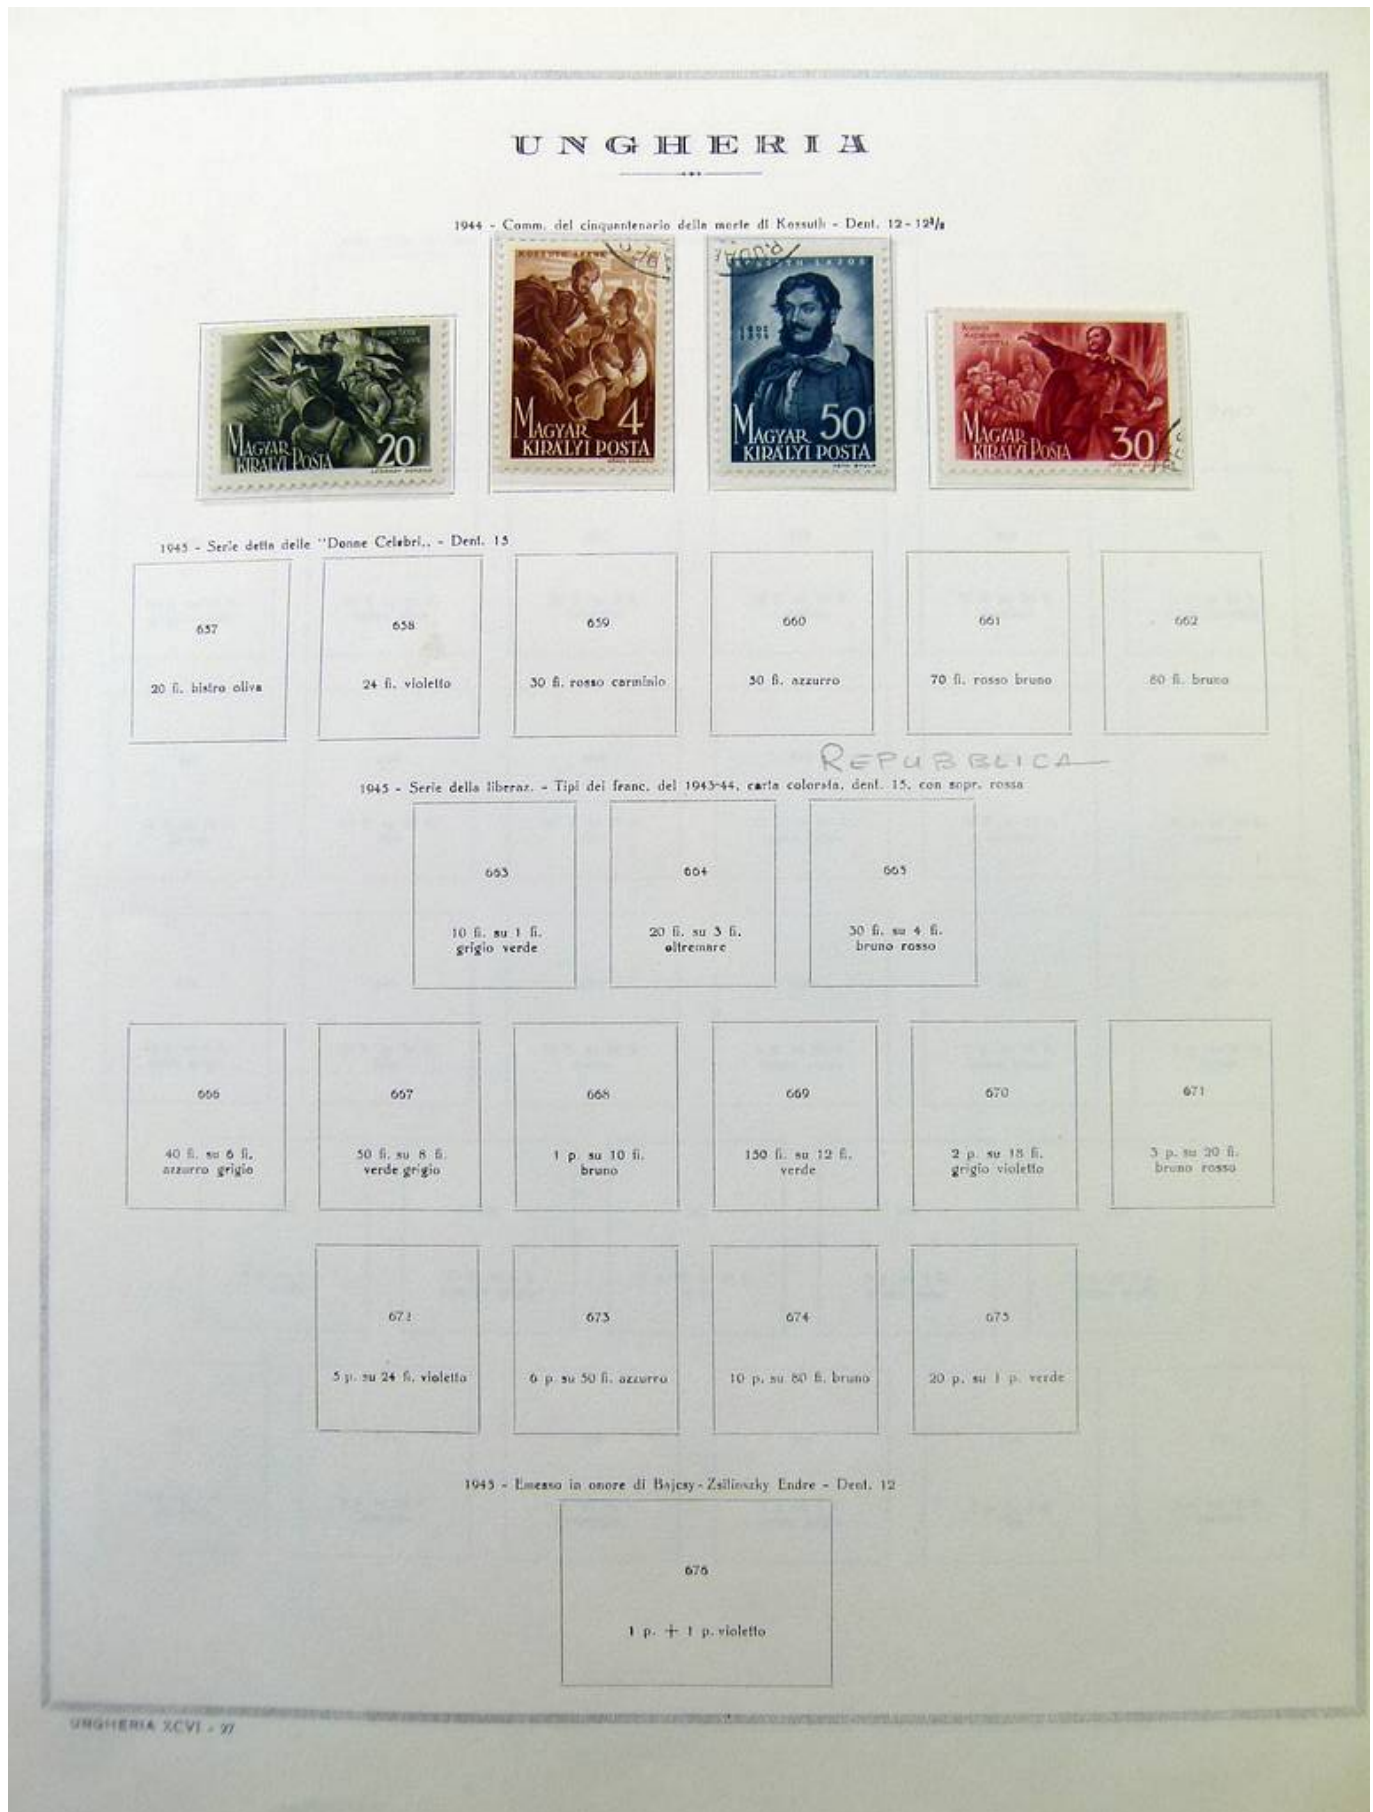 UNGHERIA
1944 - Comm. del cinquantenario della morte di Kossuth - Dent. 12 - 12½
KOSSUTH LAJOS
1802
1894
MAGYAR
KIRÁLYI POSTA
20
MAGYAR
KIRÁLYI POSTA
4f
MAGYAR
KIRÁLYI POSTA
50f
MAGYAR
KIRÁLYI POSTA
30
1945 - Serie detta delle "Donne Celebri„ - Dent. 15
657
20 fi. bistro oliva
658
24 fi. violetto
659
30 fi. rosso carminio
660
50 fi. azzurro
661
70 fi. rosso bruno
662
80 fi. bruno
REPUBBLICA
1945 - Serie della liberaz. - Tipi dei franc. del 1943-44, carta colorata, dent. 15, con sopr. rossa
663
10 fi. su 1 fi.
grigio verde
664
20 fi. su 3 fi.
oltremare
665
30 fi. su 4 fi.
bruno rosso
666
40 fi. su 6 fi.
azzurro grigio
667
50 fi. su 8 fi.
verde grigio
668
1 p. su 10 fi.
bruno
669
150 fi. su 12 fi.
verde
670
2 p. su 18 fi.
grigio violetto
671
3 p. su 20 fi.
bruno rosso
672
5 p. su 24 fi. violetto
673
6 p. su 50 fi. azzurro
674
10 p. su 80 fi. bruno
675
20 p. su 1 p. verde
1945 - Emesso in onore di Bajcsy-Zsilinszky Endre - Dent. 12
676
1 p. + 1 p. violetto
UNGHERIA XCVI - 27